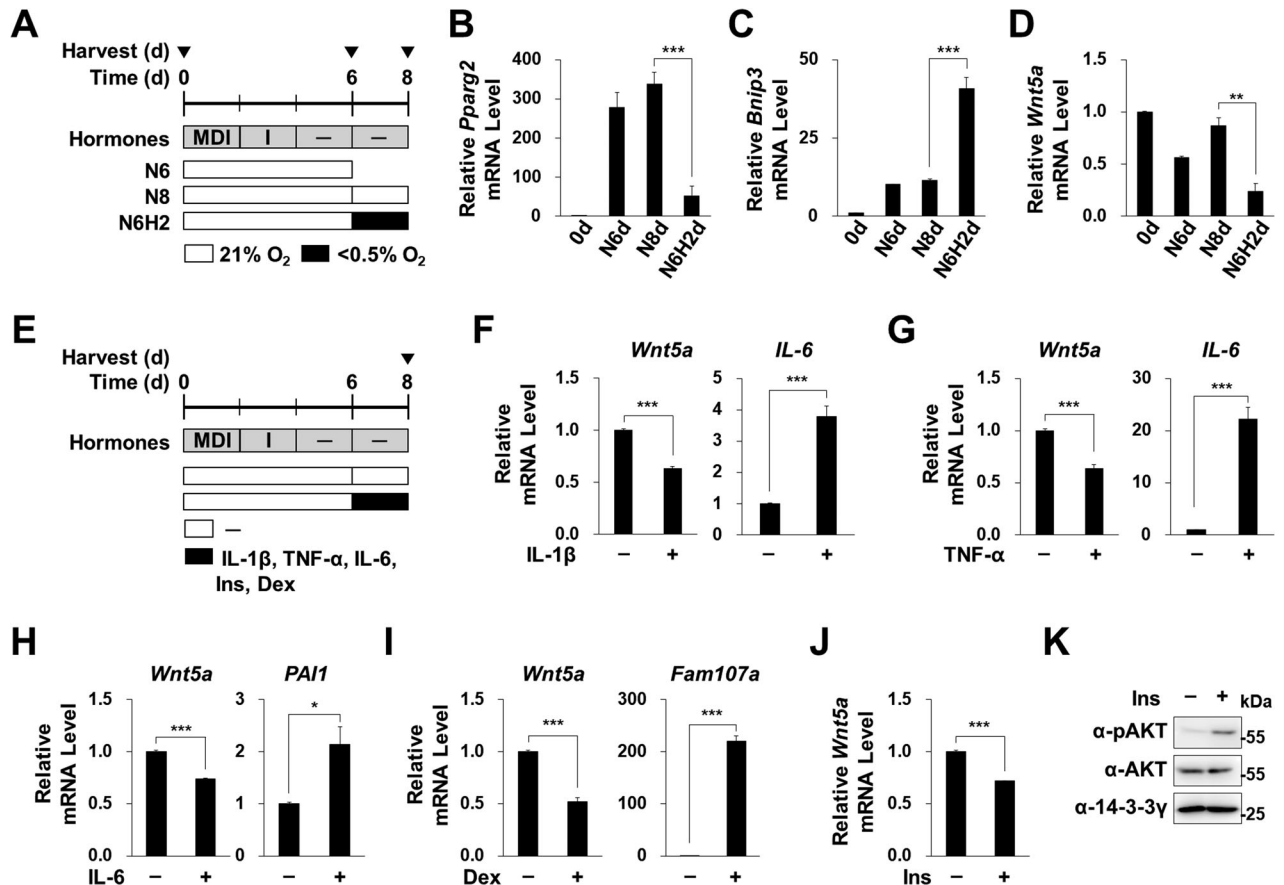 A
Harvest (d)
Time (d) 0 6 8
Hormones MDI I — —
N6
N8
N6H2
21% O₂ <0.5% O₂
B
Relative Pparg2
mRNA Level
400
300
200
100
0
***
0d N6d N8d N6H2d
C
Relative Bnip3
mRNA Level
50
25
0
***
0d N6d N8d N6H2d
D
Relative Wnt5a
mRNA Level
1.5
1.0
0.5
0.0
**
0d N6d N8d N6H2d
E
Harvest (d)
Time (d) 0 6 8
Hormones MDI I — —
—
IL-1β, TNF-α, IL-6,
Ins, Dex
F
Wnt5a IL-6
Relative
mRNA Level
1.5
1.0
0.5
0.0
***
5
4
3
2
1
0
***
IL-1β – + – +
G
Wnt5a IL-6
Relative
mRNA Level
1.5
1.0
0.5
0.0
***
30
20
10
0
***
TNF-α – + – +
H
Wnt5a PAI1
Relative
mRNA Level
1.5
1.0
0.5
0.0
***
3
2
1
0
*
IL-6 – + – +
I
Wnt5a Fam107a
Relative
mRNA Level
1.5
1.0
0.5
0.0
***
300
200
100
0
***
Dex – + – +
J
Relative Wnt5a
mRNA Level
1.5
1.0
0.5
0.0
***
Ins – +
K
Ins – + kDa
α-pAKT -55
α-AKT -55
α-14-3-3γ -25